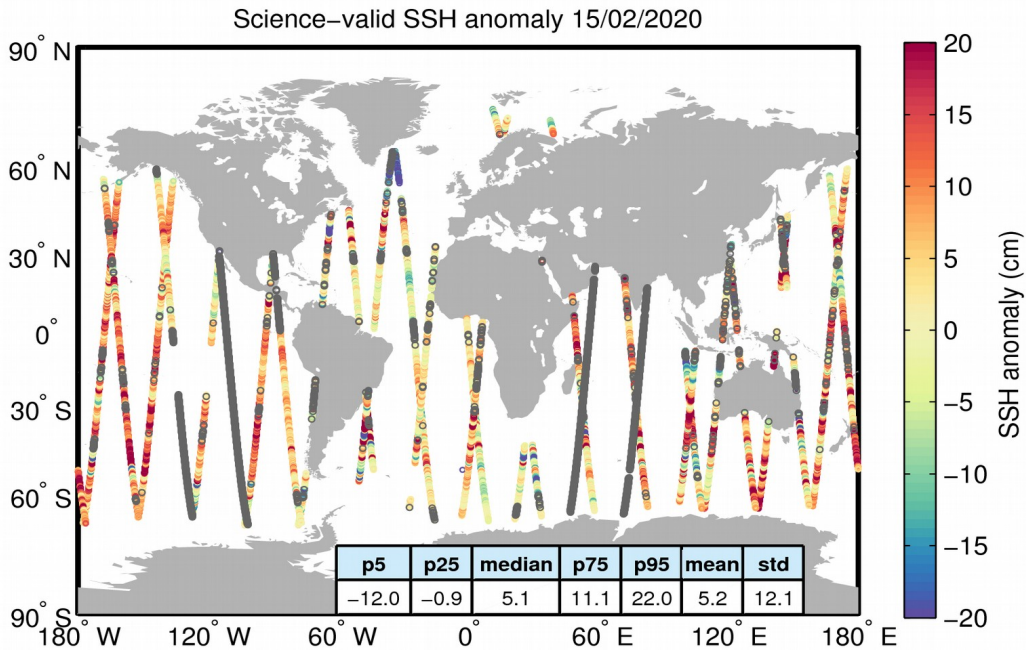 Science−valid SSH anomaly 15/02/2020
90° N
60° N
30° N
0°
30° S
60° S
90° S
180° W
120° W
60° W
0°
60° E
120° E
180° E
p5 p25 median p75 p95 mean std
−12.0 −0.9 5.1 11.1 22.0 5.2 12.1
20
15
10
5
0
−5
−10
−15
−20
SSH anomaly (cm)